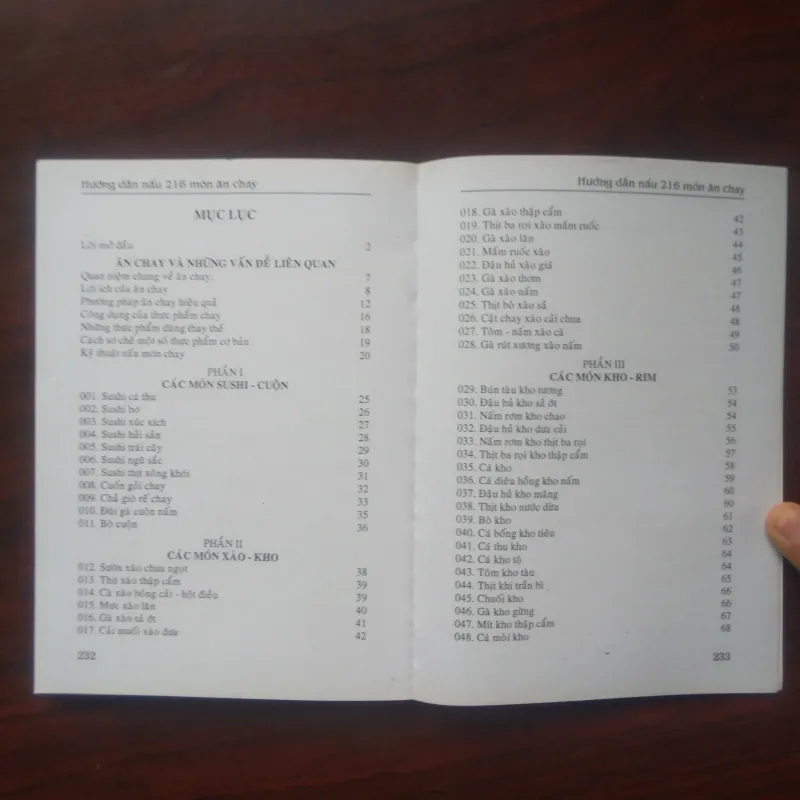 Hướng dẫn nấu 216 món ăn chay
MỤC LỤC
Lời mở đầu 2
ĂN CHAY VÀ NHỮNG VẤN ĐỀ LIÊN QUAN
Quan niệm chung về ăn chay. 7
Lợi ích của ăn chay 8
Phương pháp ăn chay hiệu quả 12
Công dụng của thực phẩm chay 16
Những thực phẩm dùng thay thế 18
Cách sơ chế một số thực phẩm cơ bản 19
Kỹ thuật nấu món chay 20
PHẦN I
CÁC MÓN SUSHI - CUỘN
001. Sushi cá thu 25
002. Sushi bơ 26
003. Sushi xúc xích 27
004. Sushi hải sản 28
005. Sushi trái cây 29
006. Sushi ngũ sắc 30
007. Sushi thịt xông khói 31
008. Cuốn gỏi chay 32
009. Chả giò rế chay 33
010. Đùi gà cuộn nấm 35
011. Bò cuộn 36
PHẦN II
CÁC MÓN XÀO - KHO
012. Sườn xào chua ngọt 38
013. Thịt xào thập cẩm 39
014. Cà xào bông cải - hột điều 39
015. Mực xào lăn 40
016. Gà xào sả ớt 41
017. Cải muối xào dưa 42
232
Hướng dẫn nấu 216 món ăn chay
018. Gà xào thập cẩm 42
019. Thịt ba rọi xào mắm ruốc 43
020. Gà xào lăn 44
021. Mắm ruốc xào 45
022. Đậu hủ xào giá 46
023. Gà xào thơm 47
024. Gà xào nấm 47
025. Thịt bò xào sả 48
026. Cật chay xào cải chua 48
027. Tôm - nấm xào cà 49
028. Gà rút xương xào nấm 50
PHẦN III
CÁC MÓN KHO - RIM
029. Bún tàu kho tương 53
030. Đậu hủ kho sả ớt 54
031. Nấm rơm kho chao 54
032. Đậu hủ kho dưa cải 55
033. Nấm rơm kho thịt ba rọi 56
034. Thịt ba rọi kho thập cẩm 57
035. Cá kho 58
036. Cá diêu hồng kho nấm 59
037. Đậu hủ kho măng 60
038. Thịt kho nước dừa 60
039. Bò kho 61
040. Cá bống kho tiêu 62
041. Cá thu kho 63
042. Cá kho tộ 64
043. Tôm kho tàu 64
044. Thịt khi trần bì 65
045. Chuối kho 66
046. Gà kho gừng 66
047. Mít kho thập cẩm 67
048. Cá mòi kho 68
233